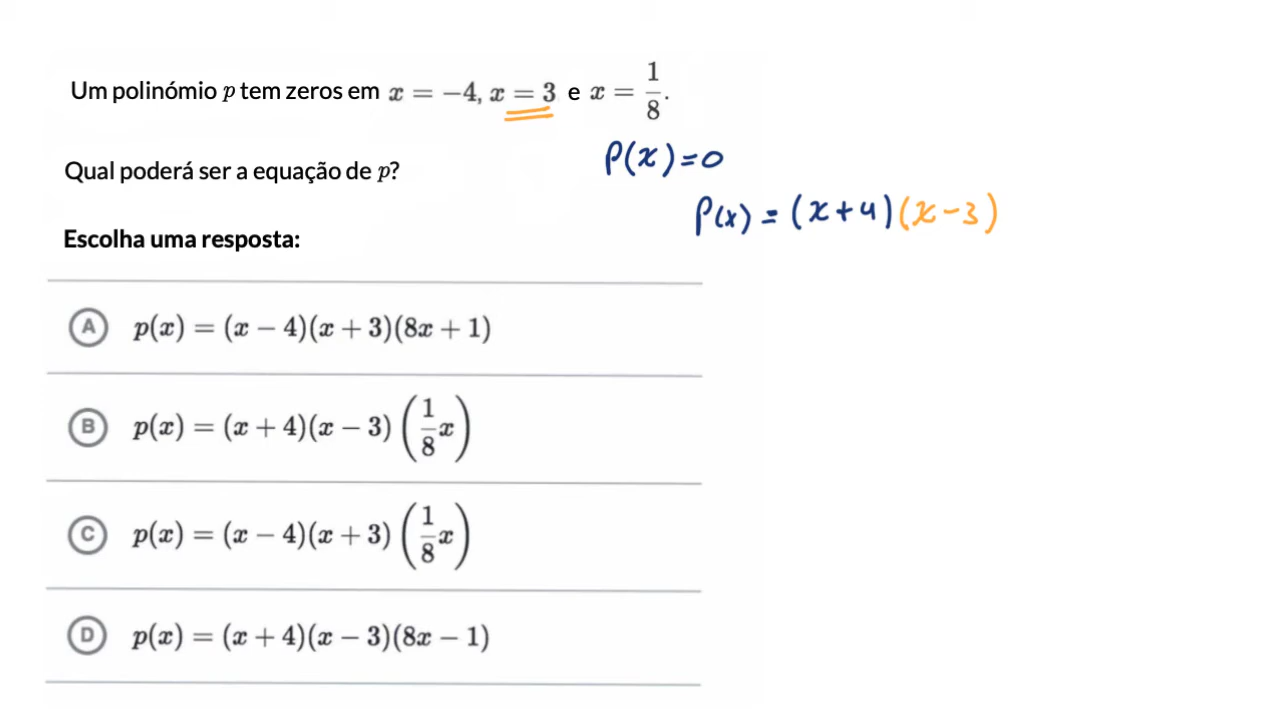 Um polinómio p tem zeros em x = −4, x = 3 e x = 1/8.
P(x)=0
Qual poderá ser a equação de p?
P(x) = (x+4)(x−3)
Escolha uma resposta:
A p(x) = (x − 4)(x + 3)(8x + 1)
B p(x) = (x + 4)(x − 3)(1/8 x)
C p(x) = (x − 4)(x + 3)(1/8 x)
D p(x) = (x + 4)(x − 3)(8x − 1)